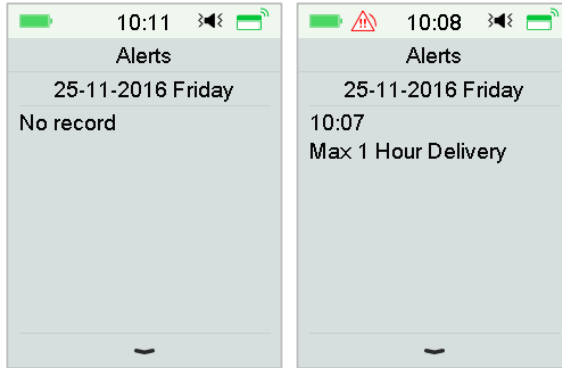 10:11
Alerts
25-11-2016 Friday
No record
10:08
Alerts
25-11-2016 Friday
10:07
Max 1 Hour Delivery